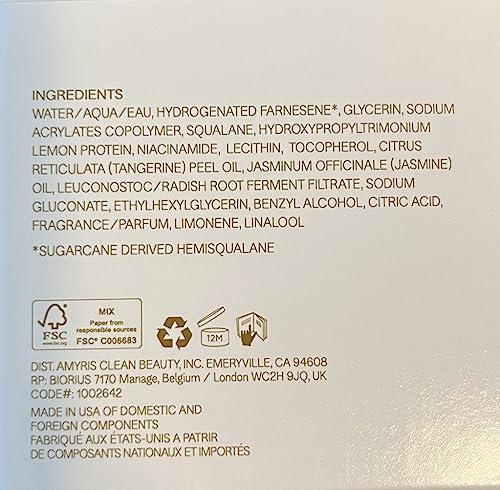 INGREDIENTS
WATER/AQUA/EAU, HYDROGENATED FARNESENE*, GLYCERIN, SODIUM
ACRYLATES COPOLYMER, SQUALANE, HYDROXYPROPYLTRIMONIUM
LEMON PROTEIN, NIACINAMIDE, LECITHIN, TOCOPHEROL, CITRUS
RETICULATA (TANGERINE) PEEL OIL, JASMINUM OFFICINALE (JASMINE)
OIL, LEUCONOSTOC/RADISH ROOT FERMENT FILTRATE, SODIUM
GLUCONATE, ETHYLHEXYLGLYCERIN, BENZYL ALCOHOL, CITRIC ACID,
FRAGRANCE/PARFUM, LIMONENE, LINALOOL
*SUGARCANE DERIVED HEMISQUALANE
FSC
www.fsc.org
MIX
Paper from
responsible sources
FSC® C006683
12M
DIST. AMYRIS CLEAN BEAUTY, INC. EMERYVILLE, CA 94608
RP: BIORIUS 7170 Manage, Belgium / London WC2H 9JQ, UK
CODE#: 1002642
MADE IN USA OF DOMESTIC AND
FOREIGN COMPONENTS
FABRIQUÉ AUX ÉTATS-UNIS A PATRIR
DE COMPOSANTS NATIONAUX ET IMPORTÉS